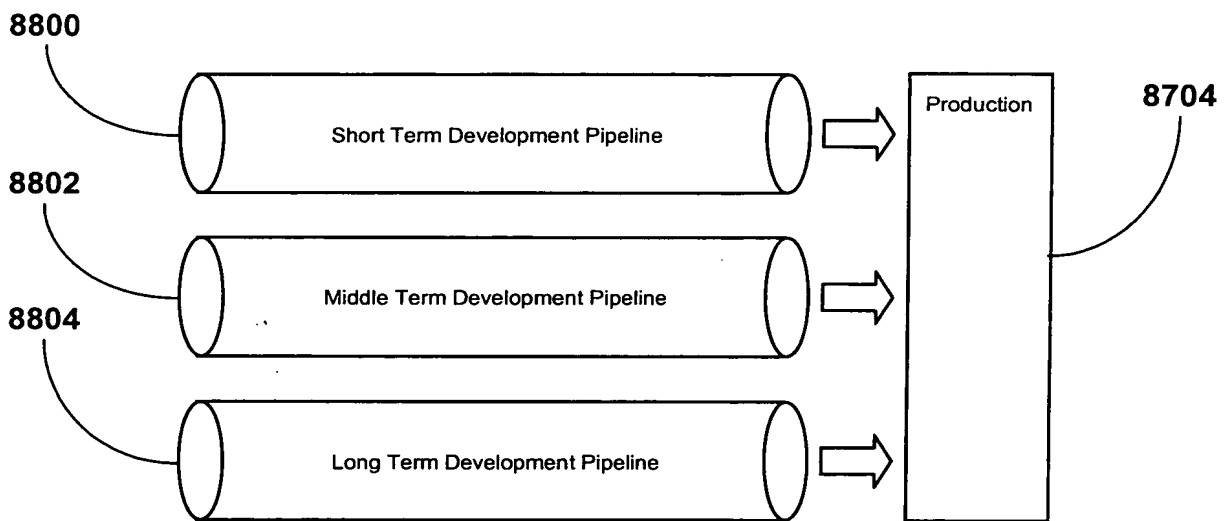 8800
Short Term Development Pipeline
Production
8704
8802
Middle Term Development Pipeline
8804
Long Term Development Pipeline